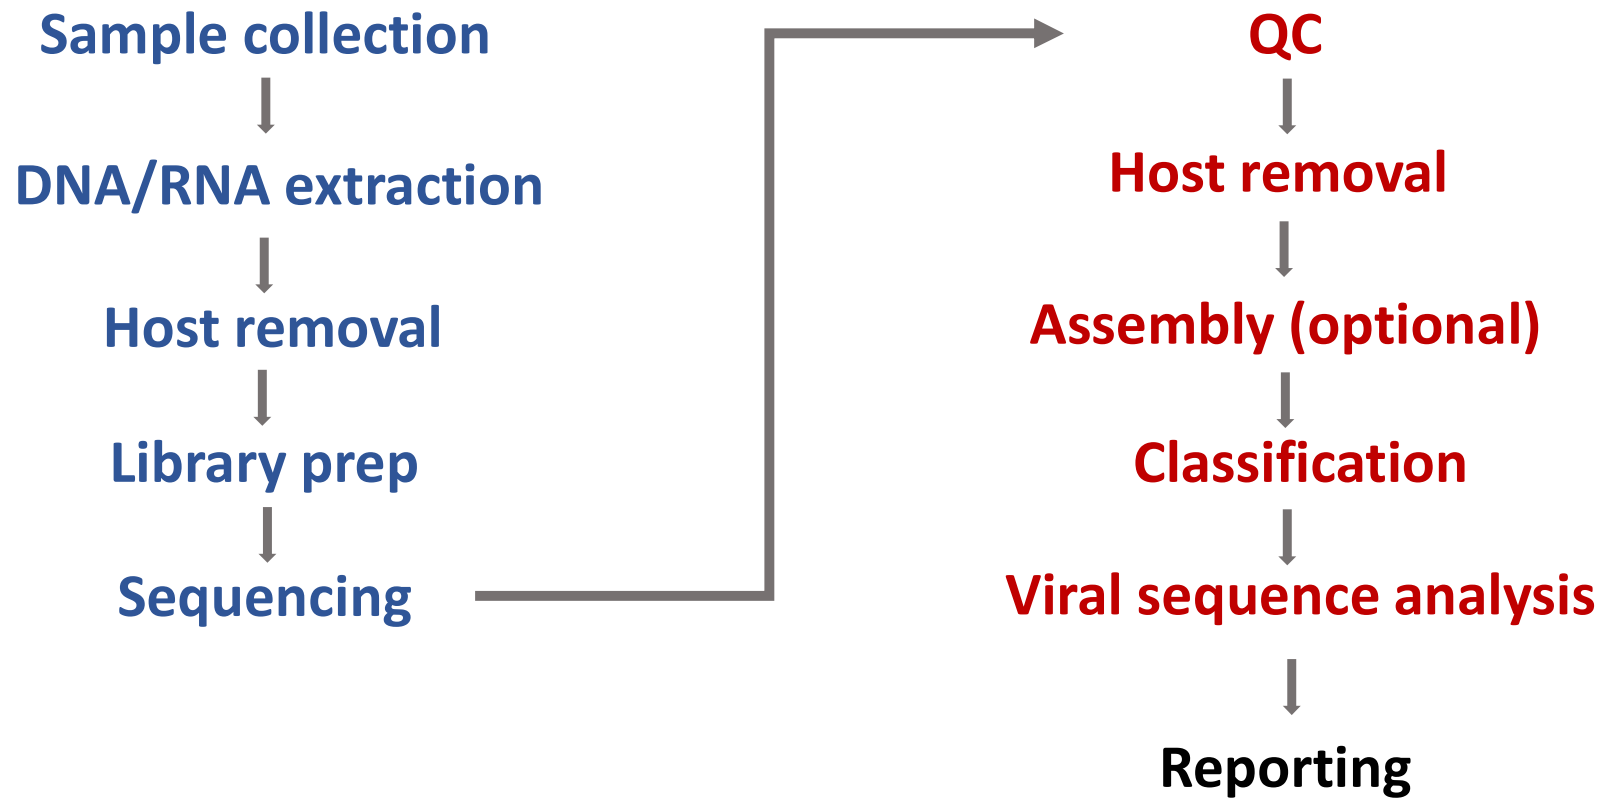 Sample collection
DNA/RNA extraction
Host removal
Library prep
Sequencing
QC
Host removal
Assembly (optional)
Classification
Viral sequence analysis
Reporting